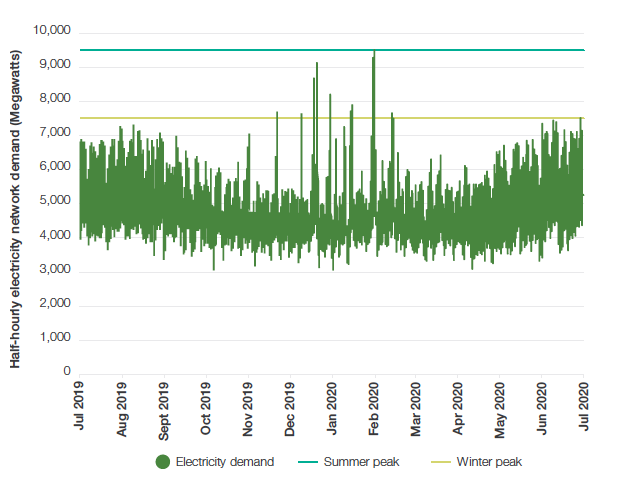 Half-hourly electricity network demand (Megawatts)
10,000
9,000
8,000
7,000
6,000
5,000
4,000
3,000
2,000
1,000
0
Jul 2019
Aug 2019
Sept 2019
Oct 2019
Nov 2019
Dec 2019
Jan 2020
Feb 2020
Mar 2020
Apr 2020
May 2020
Jun 2020
Jul 2020
Electricity demand
Summer peak
Winter peak